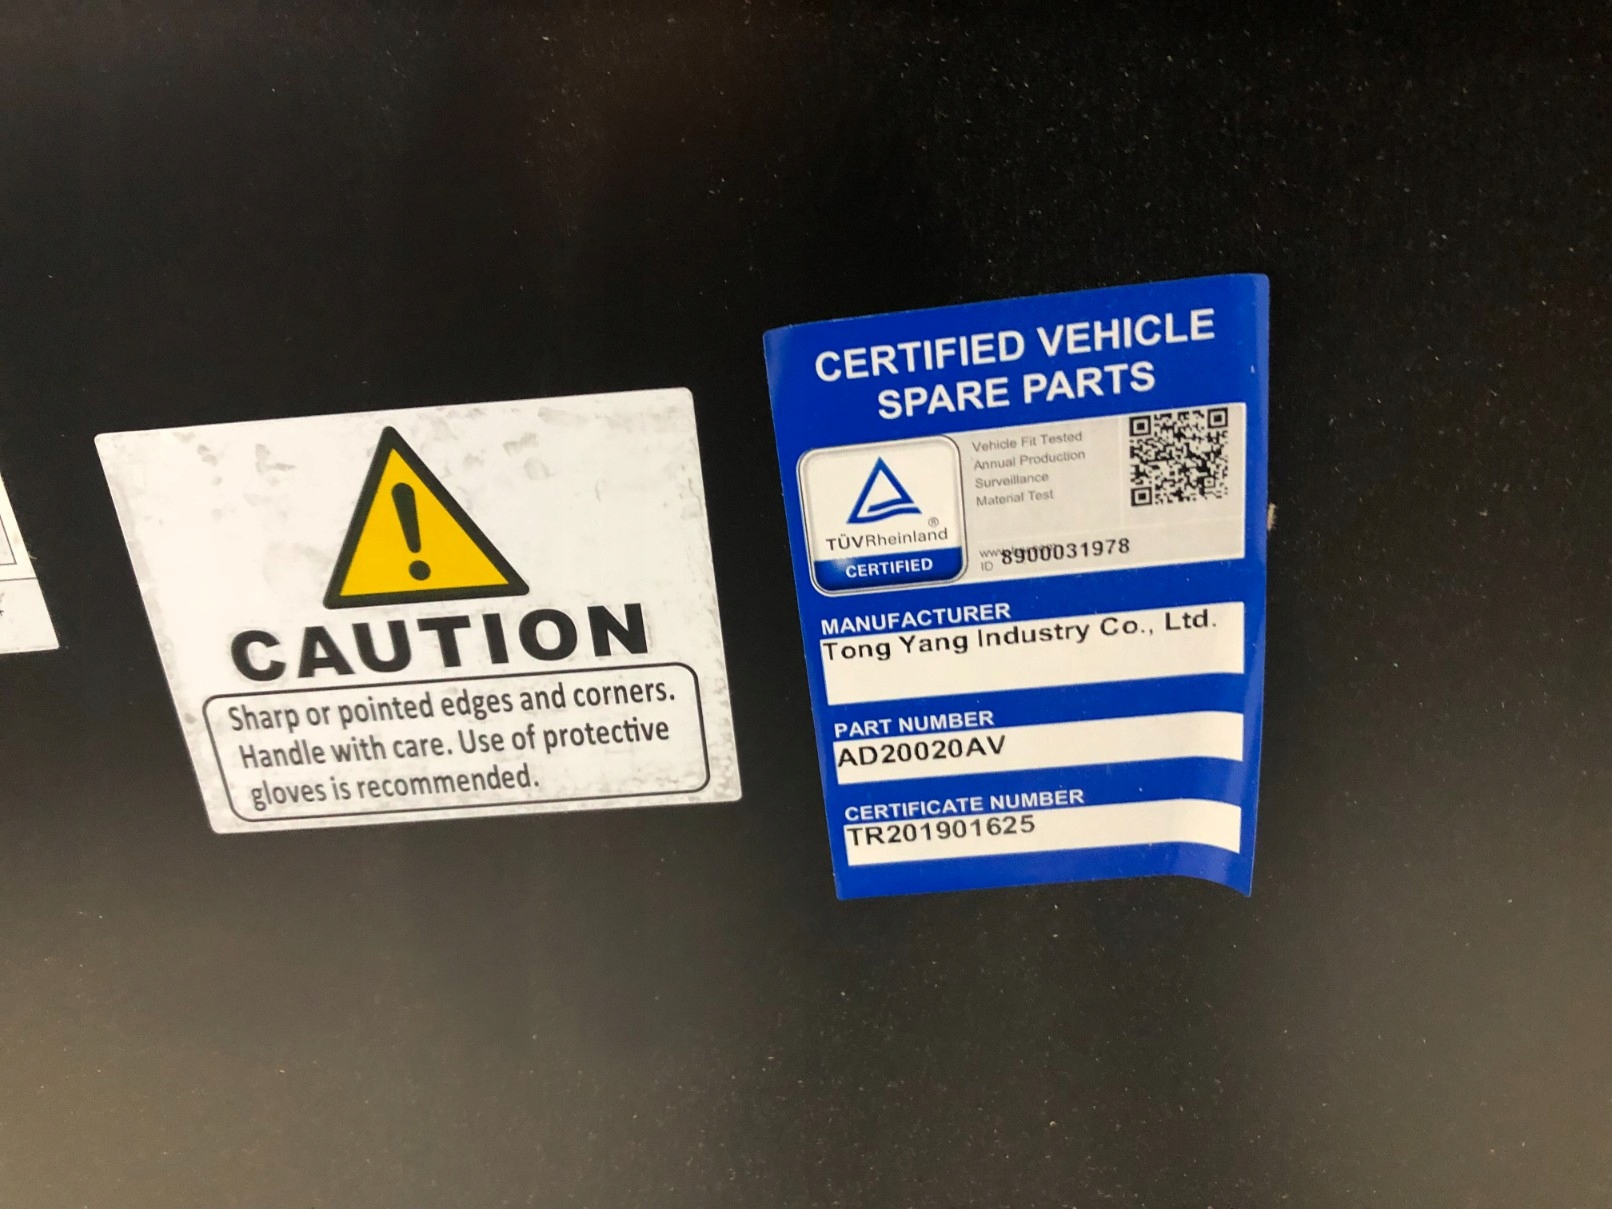 CAUTION
Sharp or pointed edges and corners.
Handle with care. Use of protective
gloves is recommended.
CERTIFIED VEHICLE
SPARE PARTS
TÜVRheinland®
CERTIFIED
Vehicle Fit Tested
Annual Production
Surveillance
Material Test
ID 8900031978
MANUFACTURER
Tong Yang Industry Co., Ltd.
PART NUMBER
AD20020AV
CERTIFICATE NUMBER
TR201901625